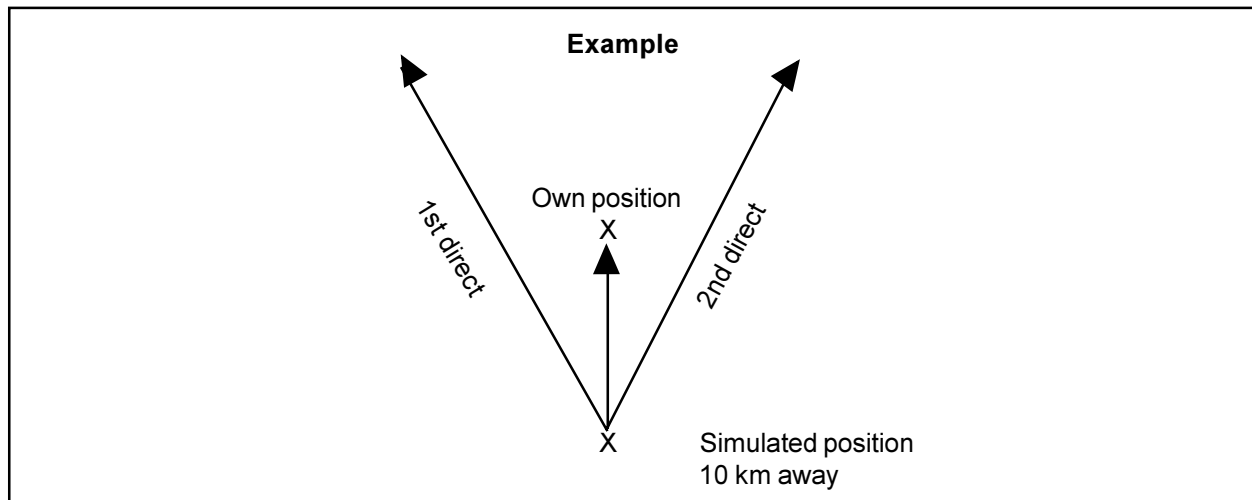 Example
Own position
X
1st direct
2nd direct
X
Simulated position
10 km away